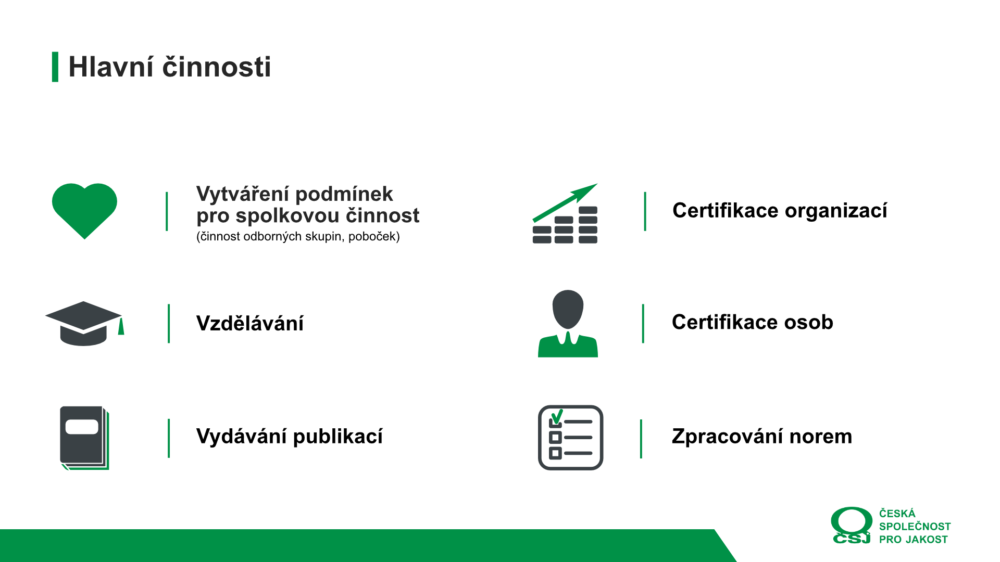 Hlavní činnosti
Vytváření podmínek
pro spolkovou činnost
(činnost odborných skupin, poboček)
Vzdělávání
Vydávání publikací
Certifikace organizací
Certifikace osob
Zpracování norem
ČSJ
ČESKÁ
SPOLEČNOST
PRO JAKOST